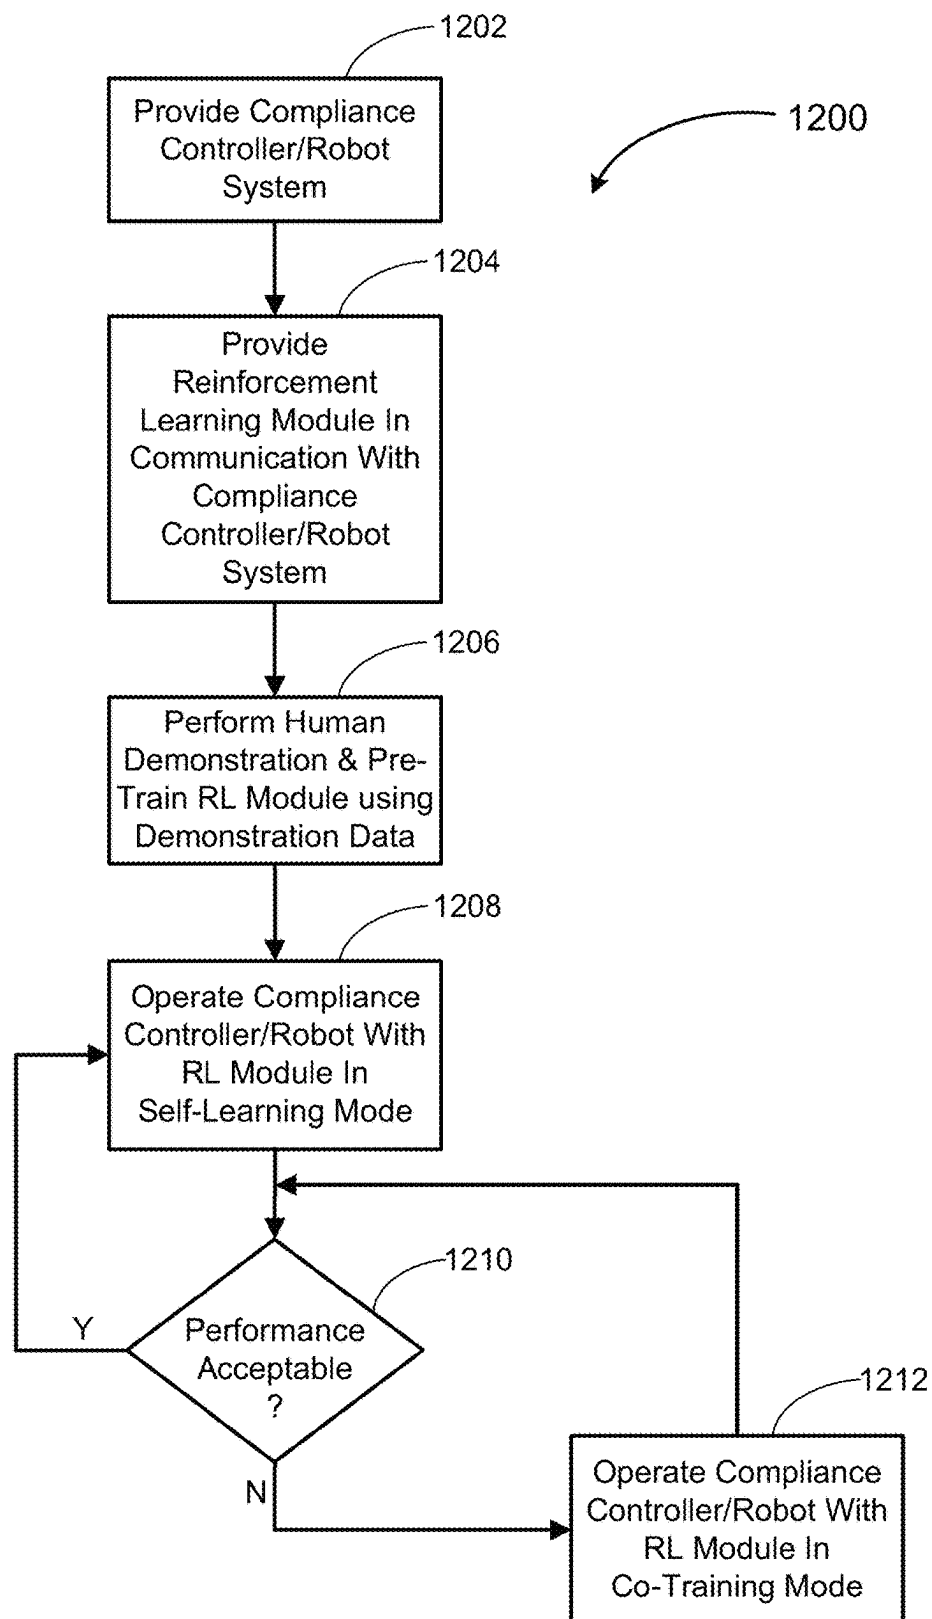 1202
Provide Compliance
Controller/Robot
System
1200
1204
Provide
Reinforcement
Learning Module In
Communication With
Compliance
Controller/Robot
System
1206
Perform Human
Demonstration & Pre-
Train RL Module using
Demonstration Data
1208
Operate Compliance
Controller/Robot With
RL Module In
Self-Learning Mode
1210
Y
Performance
Acceptable
?
N
1212
Operate Compliance
Controller/Robot With
RL Module In
Co-Training Mode